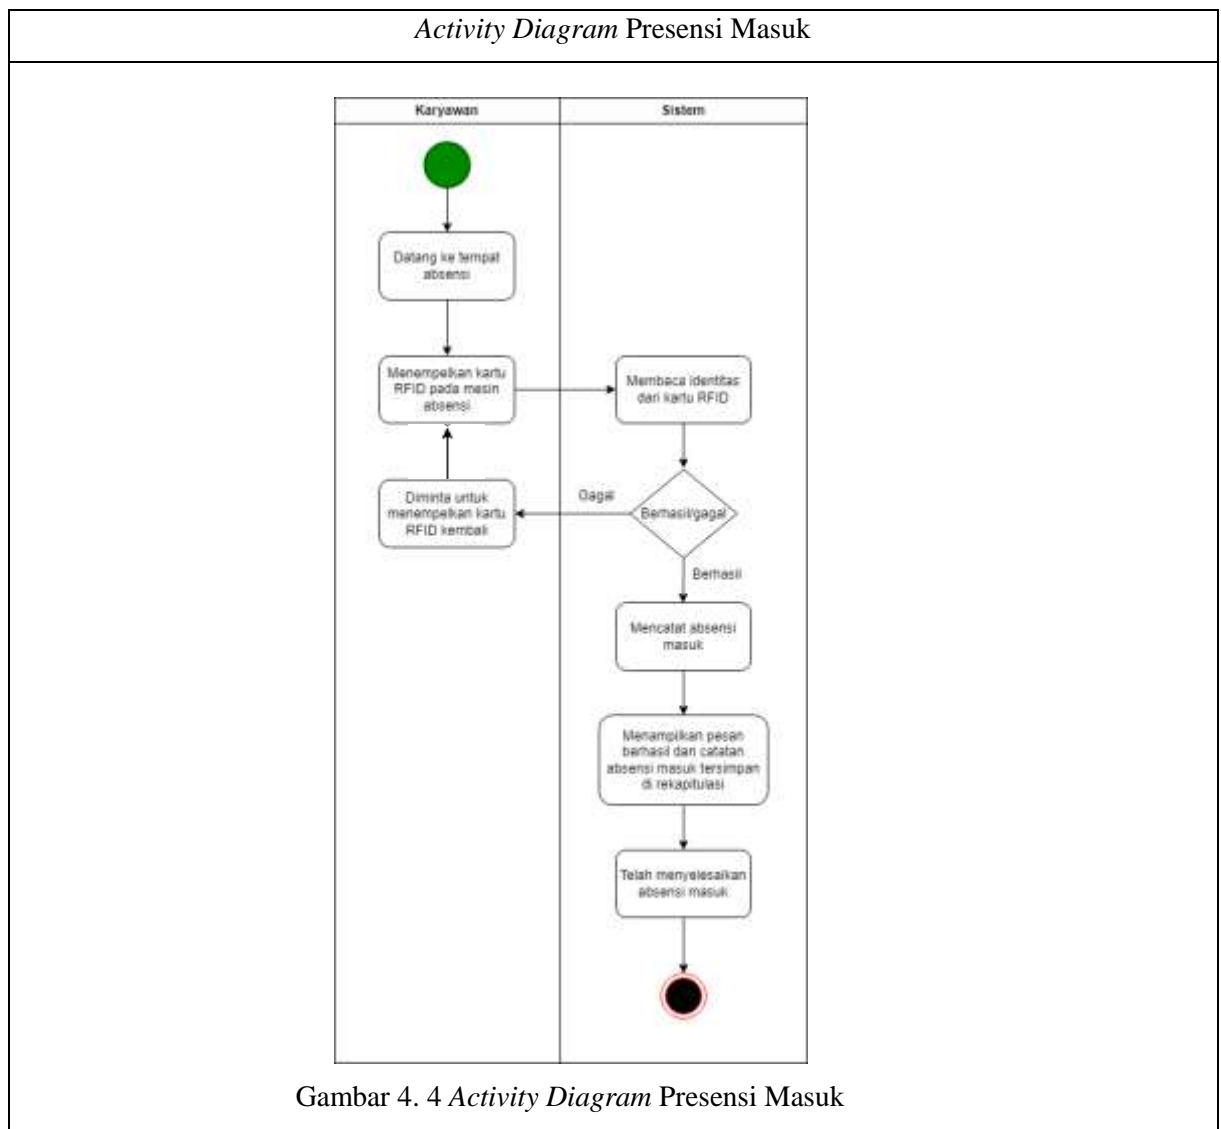 Activity Diagram Presensi Masuk
Karyawan
Sistem
Datang ke tempat
absensi
Menempelkan kartu
RFID pada mesin
absensi
Membaca identitas
dari kartu RFID
Diminta untuk
menempelkan kartu
RFID kembali
Gagal
Berhasil/gagal
Berhasil
Mencatat absensi
masuk
Menampilkan pesan
berhasil dan catatan
absensi masuk tersimpan
di rekapitulasi
Telah menyelesaikan
absensi masuk
Gambar 4. 4 Activity Diagram Presensi Masuk